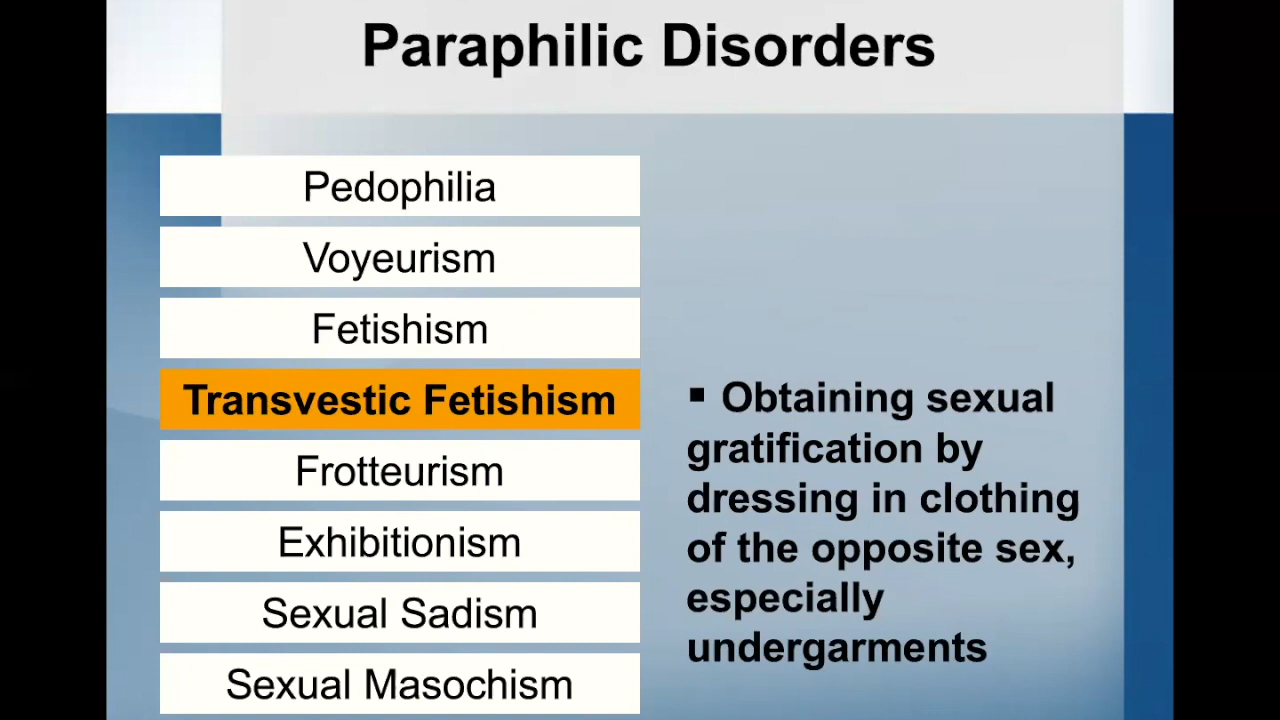 Paraphilic Disorders
Pedophilia
Voyeurism
Fetishism
Transvestic Fetishism
Frotteurism
Exhibitionism
Sexual Sadism
Sexual Masochism
▪ Obtaining sexual
gratification by
dressing in clothing
of the opposite sex,
especially
undergarments